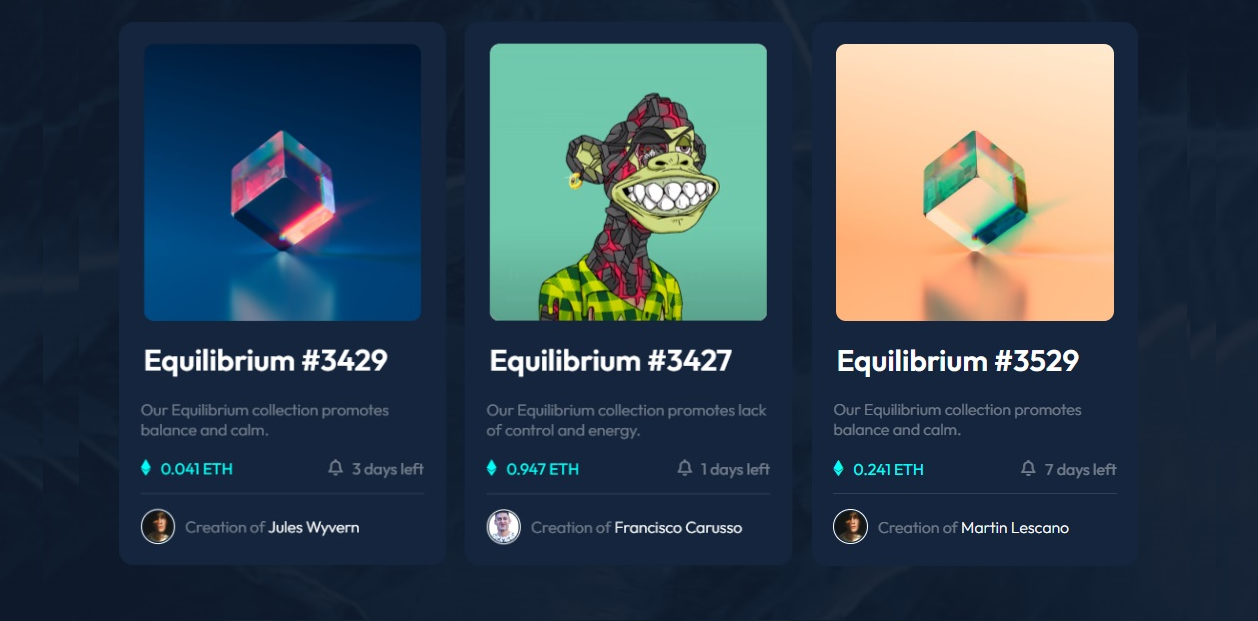 Equilibrium #3429
Our Equilibrium collection promotes
balance and calm.
0.041 ETH
3 days left
Creation of Jules Wyvern
Equilibrium #3427
Our Equilibrium collection promotes lack
of control and energy.
0.947 ETH
1 days left
Creation of Francisco Carusso
Equilibrium #3529
Our Equilibrium collection promotes
balance and calm.
0.241 ETH
7 days left
Creation of Martin Lescano